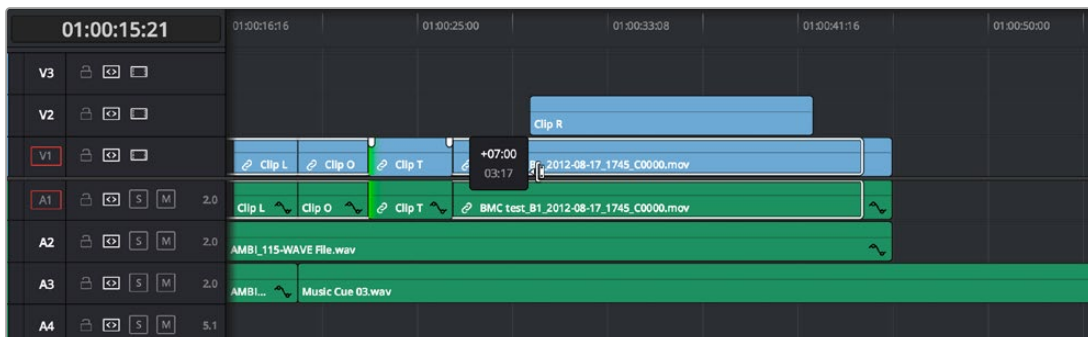 01:00:15:21 01:00:16:16 01:00:25:00 01:00:33:08 01:00:41:16 01:00:50:00
V3
V2 Clip R
V1 Clip L Clip O Clip T B1_2012-08-17_1745_C0000.mov
+07:00
03:17
A1 S M 2.0 Clip L Clip O Clip T BMC test_B1_2012-08-17_1745_C0000.mov
A2 S M 2.0 AMBI_115-WAVE File.wav
A3 S M 2.0 AMBI... Music Cue 03.wav
A4 S M 5.1